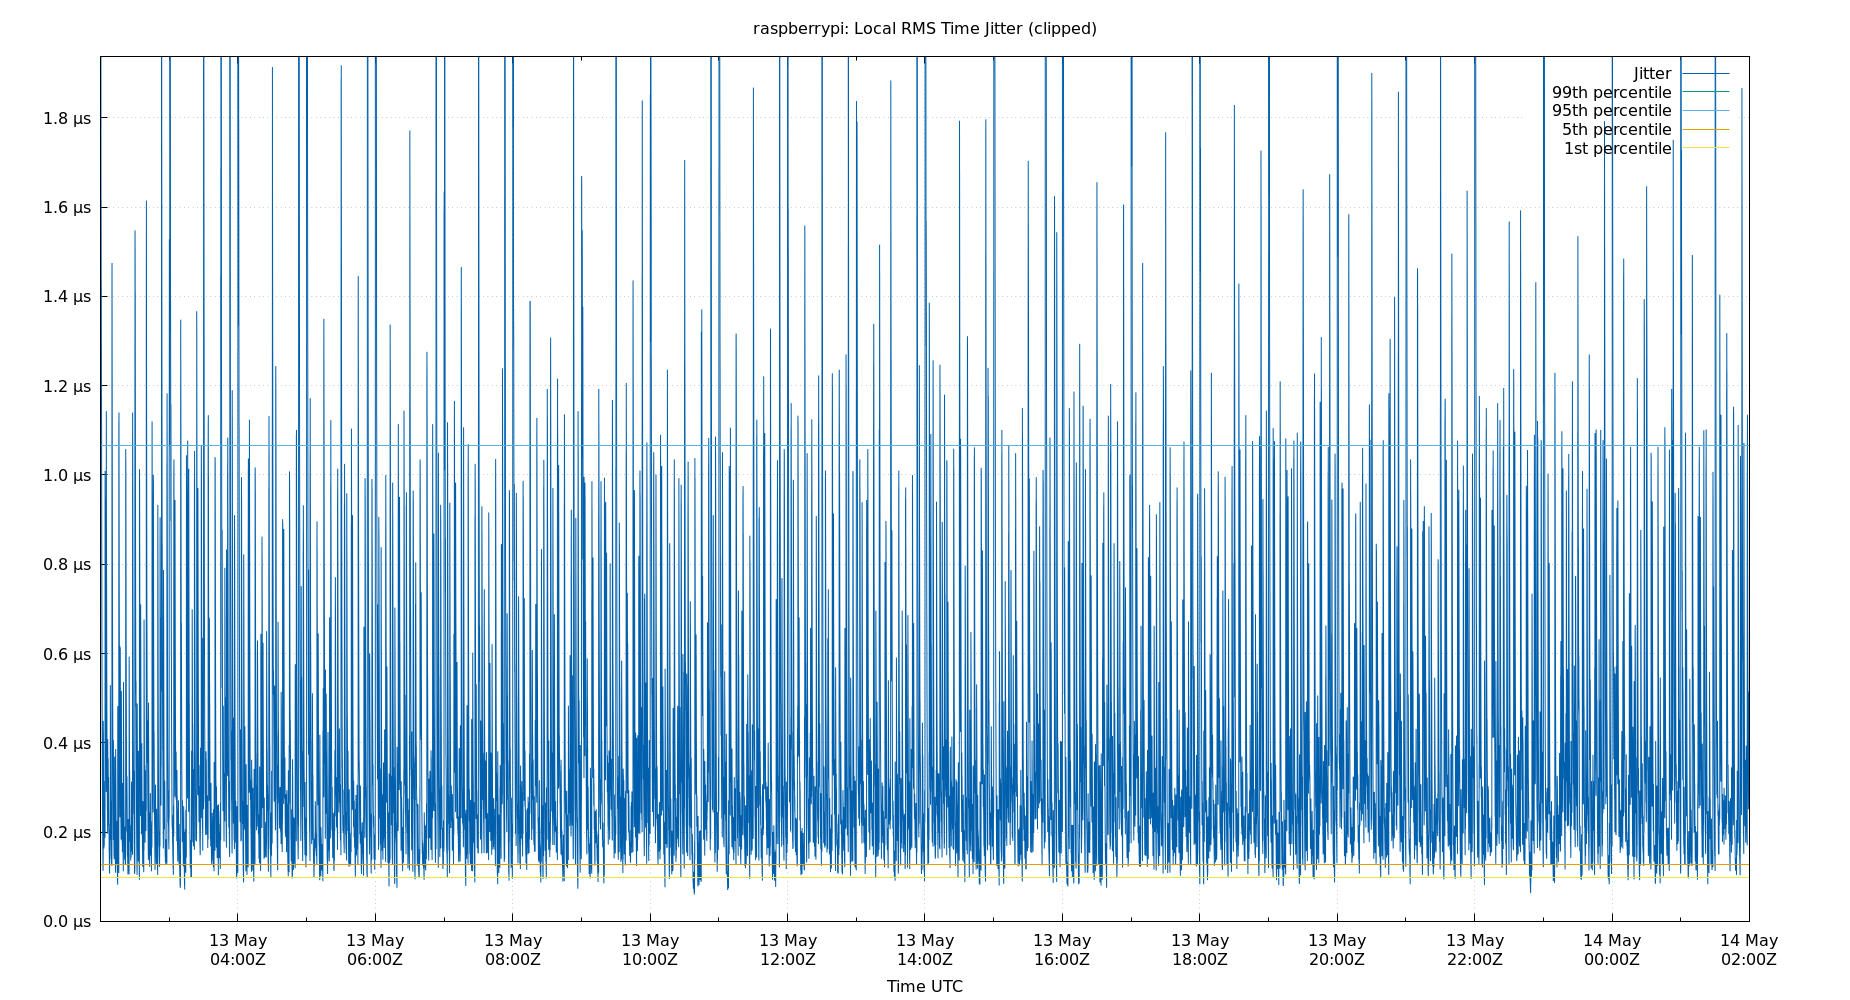 raspberrypi: Local RMS Time Jitter (clipped)
Jitter
99th percentile
95th percentile
5th percentile
1st percentile
1.8 µs
1.6 µs
1.4 µs
1.2 µs
1.0 µs
0.8 µs
0.6 µs
0.4 µs
0.2 µs
0.0 µs
13 May 13 May 13 May 13 May 13 May 13 May 13 May 13 May 13 May 13 May 14 May 14 May
04:00Z 06:00Z 08:00Z 10:00Z 12:00Z 14:00Z 16:00Z 18:00Z 20:00Z 22:00Z 00:00Z 02:00Z
Time UTC